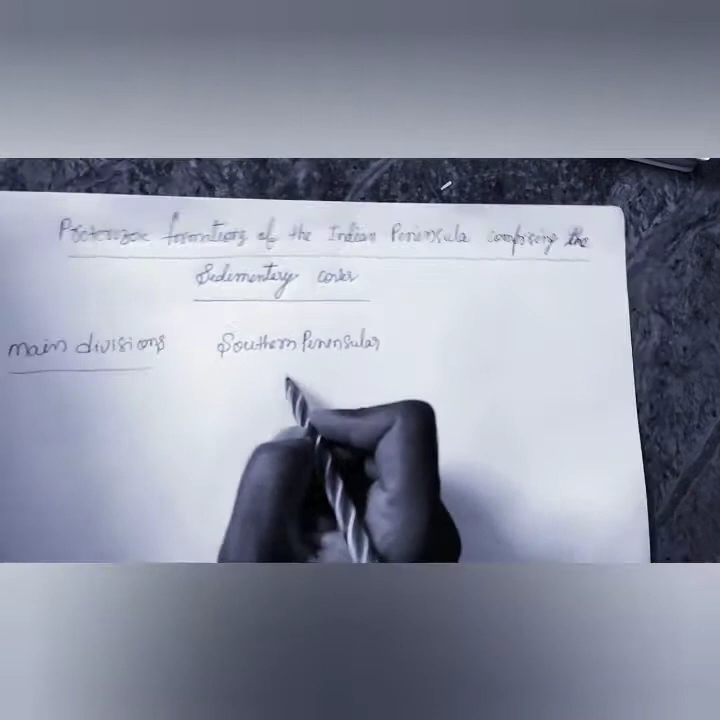 Proterozoic formations of the Indian Peninsula comprising the
Sedimentary cover
main divisions Southern Peninsular